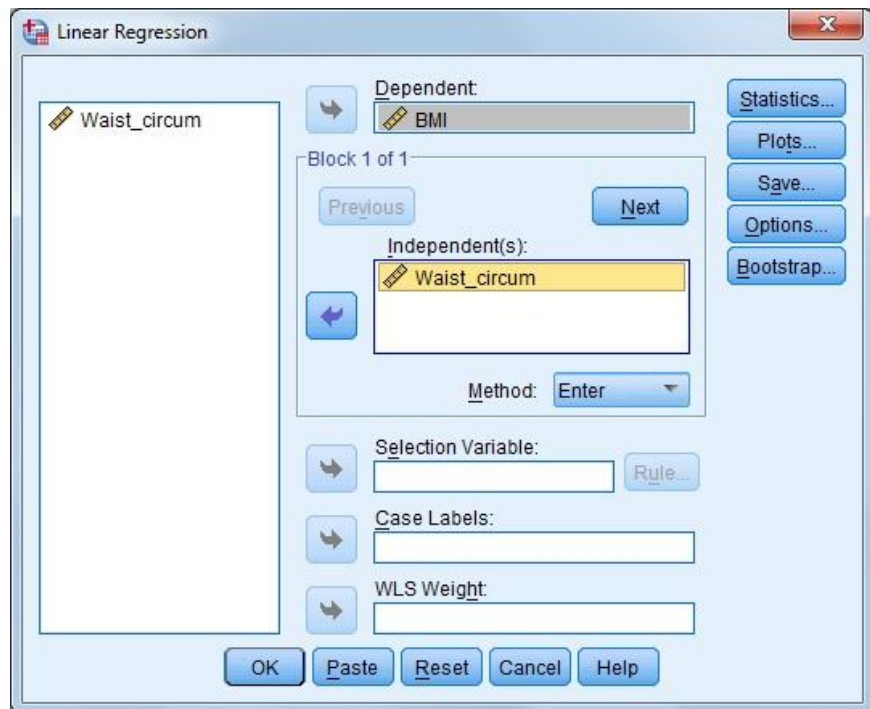 Linear Regression
Waist_circum
Dependent:
BMI
Block 1 of 1
Previous
Next
Independent(s):
Waist_circum
Method: Enter
Selection Variable:
Rule...
Case Labels:
WLS Weight:
Statistics...
Plots...
Save...
Options...
Bootstrap...
OK Paste Reset Cancel Help